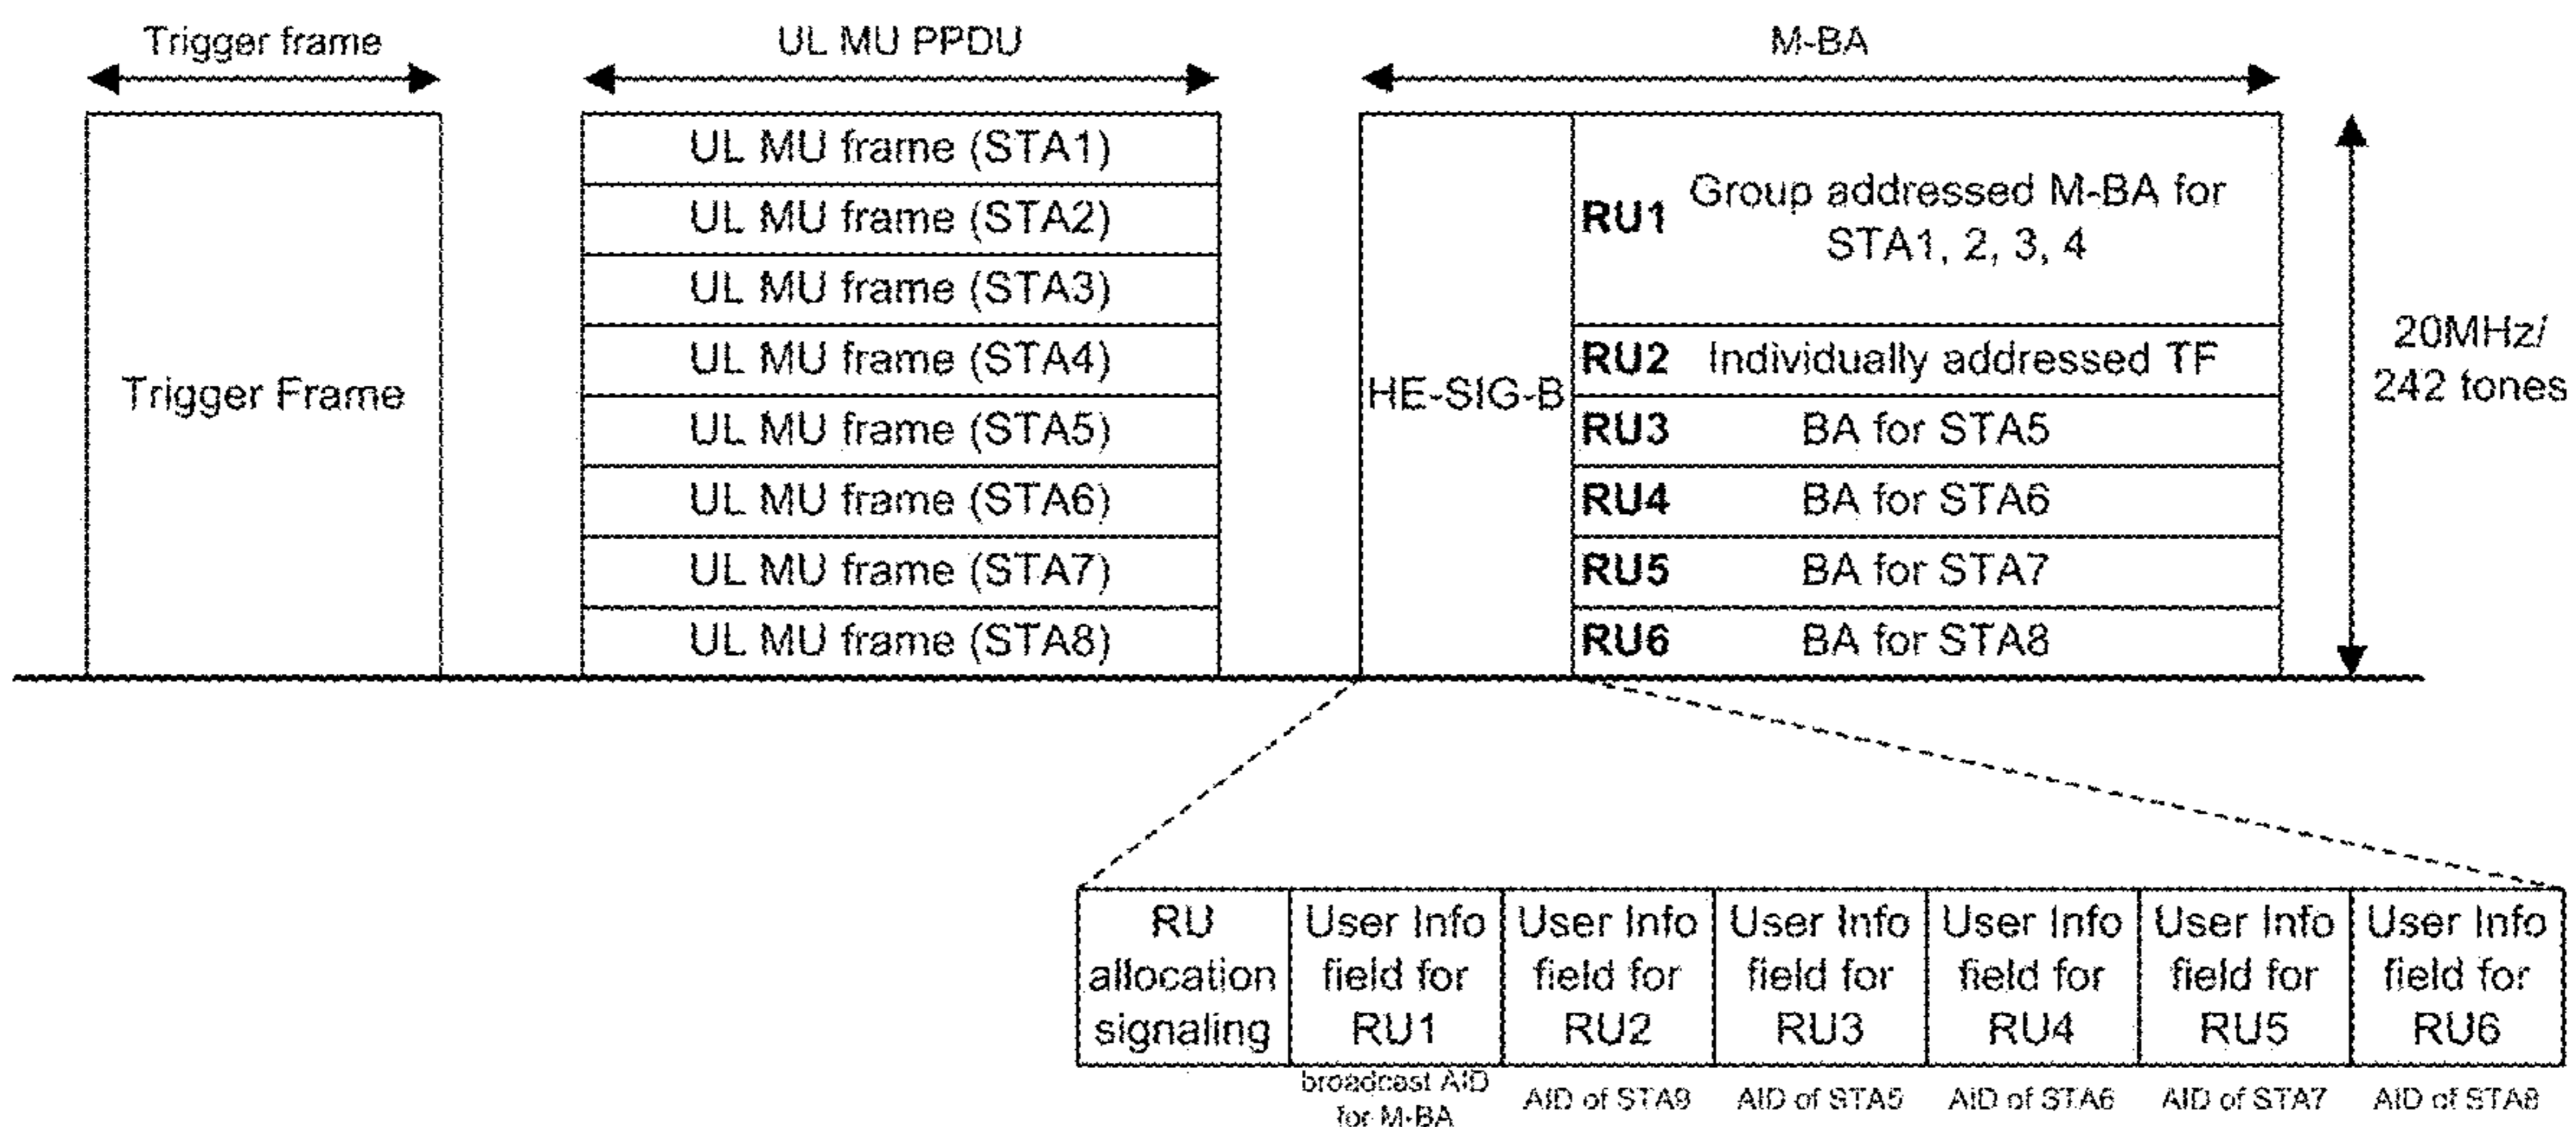 Trigger frame
UL MU PPDU
M-BA
Trigger Frame
UL MU frame (STA1)
UL MU frame (STA2)
UL MU frame (STA3)
UL MU frame (STA4)
UL MU frame (STA5)
UL MU frame (STA6)
UL MU frame (STA7)
UL MU frame (STA8)
HE-SIG-B
RU1 Group addressed M-BA for
STA1, 2, 3, 4
RU2 Individually addressed TF
RU3 BA for STA5
RU4 BA for STA6
RU5 BA for STA7
RU6 BA for STA8
20MHz/
242 tones
RU
allocation
signaling
User Info
field for
RU1
User Info
field for
RU2
User Info
field for
RU3
User Info
field for
RU4
User Info
field for
RU5
User Info
field for
RU6
broadcast AID
for M-BA
AID of STA9
AID of STA5
AID of STA6
AID of STA7
AID of STA8